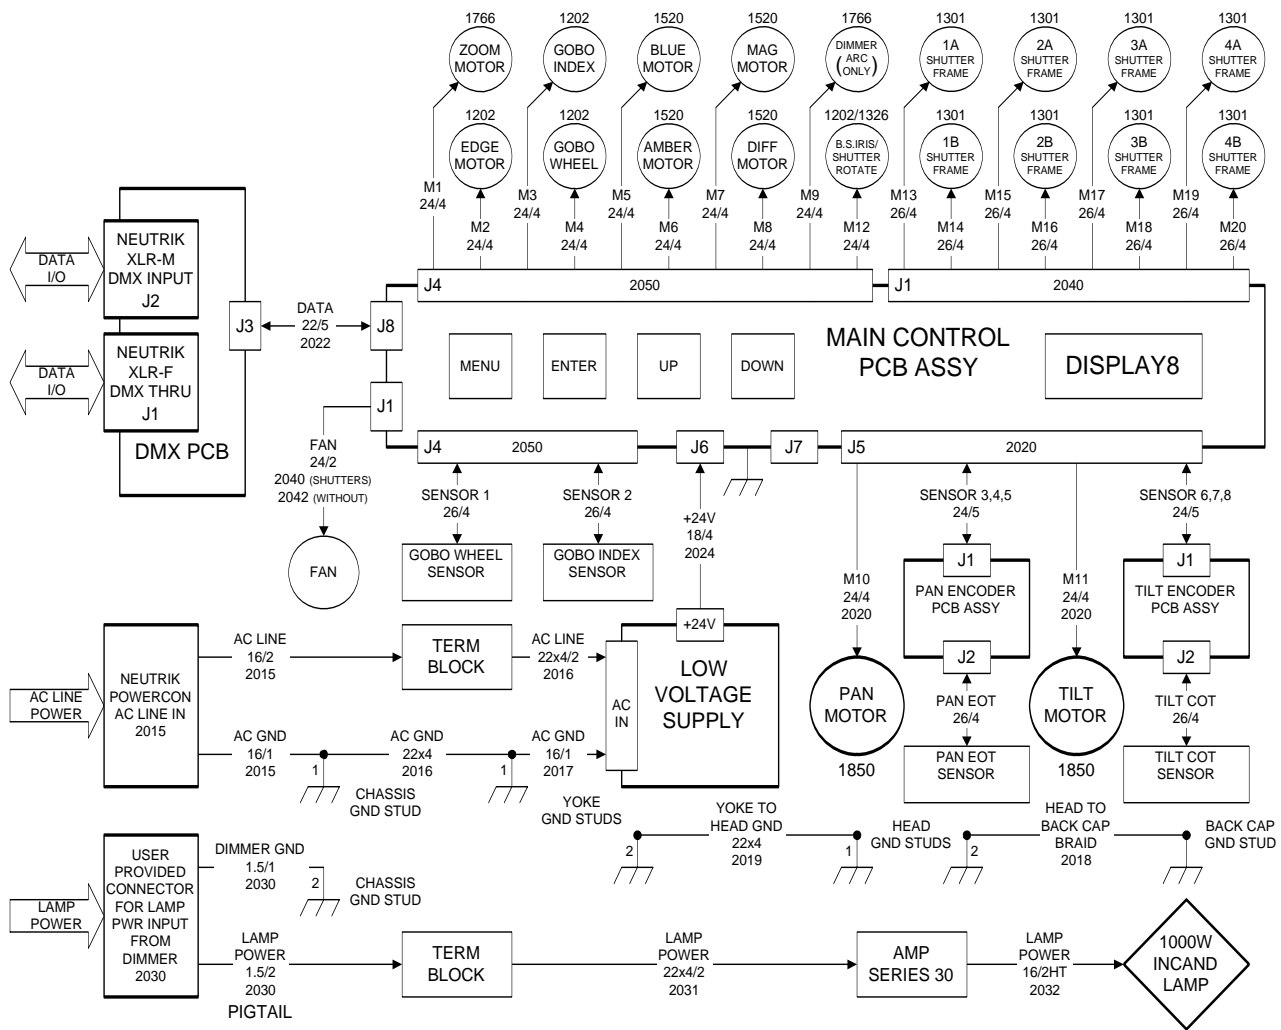 1766
1202
1520
1520
1766
1301
1301
1301
1301
ZOOM
MOTOR
GOBO
INDEX
BLUE
MOTOR
MAG
MOTOR
DIMMER
(ARC
ONLY)
1A
SHUTTER
FRAME
2A
SHUTTER
FRAME
3A
SHUTTER
FRAME
4A
SHUTTER
FRAME
1202
1202
1520
1520
1202/1326
1301
1301
1301
1301
EDGE
MOTOR
GOBO
WHEEL
AMBER
MOTOR
DIFF
MOTOR
B.S.IRIS/
SHUTTER
ROTATE
1B
SHUTTER
FRAME
2B
SHUTTER
FRAME
3B
SHUTTER
FRAME
4B
SHUTTER
FRAME
M1
24/4
M3
24/4
M5
24/4
M7
24/4
M9
24/4
M13
26/4
M15
26/4
M17
26/4
M19
26/4
M2
24/4
M4
24/4
M6
24/4
M8
24/4
M12
24/4
M14
26/4
M16
26/4
M18
26/4
M20
26/4
DATA
I/O
NEUTRIK
XLR-M
DMX INPUT
J2
DATA
I/O
NEUTRIK
XLR-F
DMX THRU
J1
DMX PCB
J3
DATA
22/5
2022
J8
J4
2050
J1
2040
MENU
ENTER
UP
DOWN
MAIN CONTROL
PCB ASSY
DISPLAY8
J1
J4
2050
J6
J7
J5
2020
FAN
24/2
2040 (SHUTTERS)
2042 (WITHOUT)
FAN
SENSOR 1
26/4
GOBO WHEEL
SENSOR
SENSOR 2
26/4
GOBO INDEX
SENSOR
+24V
18/4
2024
+24V
SENSOR 3,4,5
24/5
SENSOR 6,7,8
24/5
M10
24/4
2020
J1
PAN ENCODER
PCB ASSY
J2
M11
24/4
2020
J1
TILT ENCODER
PCB ASSY
J2
PAN
MOTOR
1850
PAN EOT
26/4
PAN EOT
SENSOR
TILT
MOTOR
1850
TILT COT
26/4
TILT COT
SENSOR
AC LINE
POWER
NEUTRIK
POWERCON
AC LINE IN
2015
AC LINE
16/2
2015
TERM
BLOCK
AC LINE
22x4/2
2016
AC IN
LOW
VOLTAGE
SUPPLY
AC GND
16/1
2015
1
AC GND
22x4
2016
CHASSIS
GND STUD
1
AC GND
16/1
2017
YOKE
GND STUDS
2
YOKE TO
HEAD GND
22x4
2019
1
HEAD
GND STUDS
2
HEAD TO
BACK CAP
BRAID
2018
BACK CAP
GND STUD
LAMP
POWER
USER
PROVIDED
CONNECTOR
FOR LAMP
PWR INPUT
FROM
DIMMER
2030
DIMMER GND
1.5/1
2030
2
CHASSIS
GND STUD
LAMP
POWER
1.5/2
2030
PIGTAIL
TERM
BLOCK
LAMP
POWER
22x4/2
2031
AMP
SERIES 30
LAMP
POWER
16/2HT
2032
1000W
INCAND
LAMP